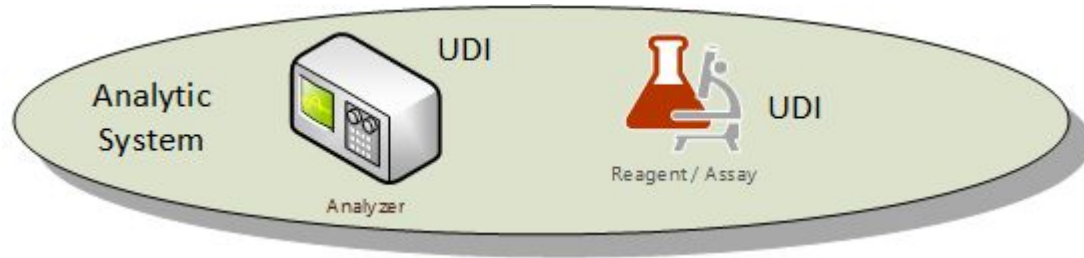 Analytic
System
UDI
Analyzer
UDI
Reagent / Assay